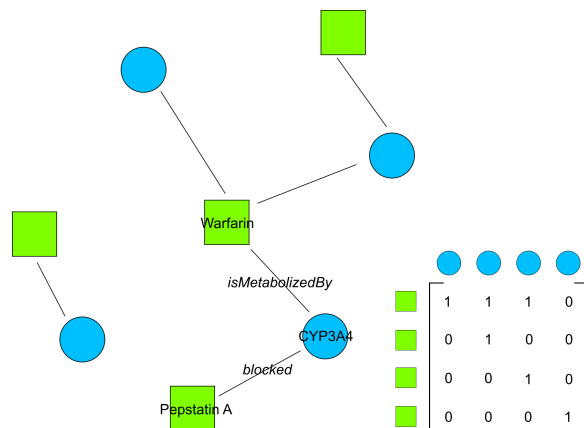 Warfarin
isMetabolizedBy
CYP3A4
blocked
Pepstatin A
1 1 1 0
0 1 0 0
0 0 1 0
0 0 0 1